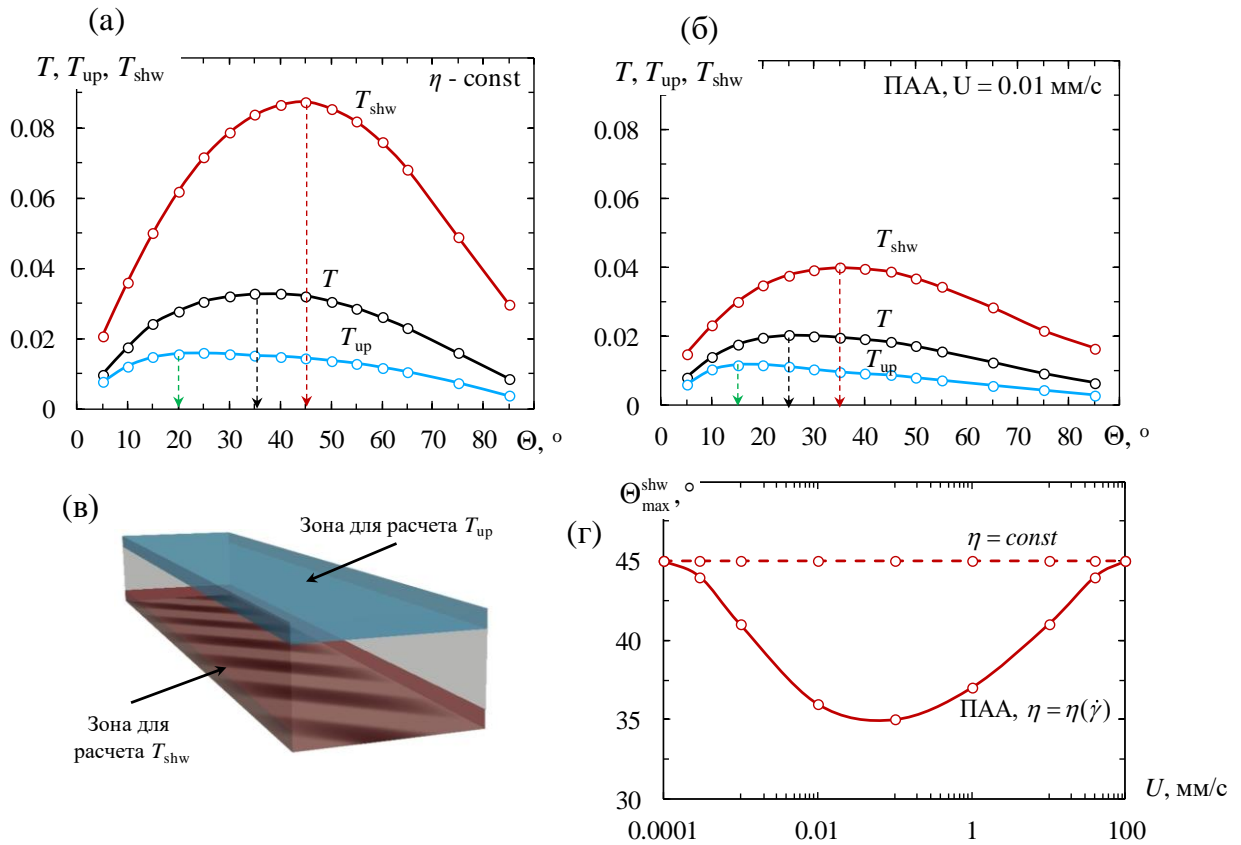 (а)
T, T_up, T_shw
η - const
T_shw
T
T_up
0.08
0.06
0.04
0.02
0
0 10 20 30 40 50 60 70 80 Θ, °
(б)
T, T_up, T_shw
ПАА, U = 0.01 мм/с
T_shw
T
T_up
0.08
0.06
0.04
0.02
0
0 10 20 30 40 50 60 70 80 Θ, °
(в)
Зона для расчета T_up
Зона для
расчета T_shw
(г)
Θ_max^shw, °
η = const
ПАА, η = η(γ̇)
45
40
35
30
U, мм/с
0.0001 0.01 1 100